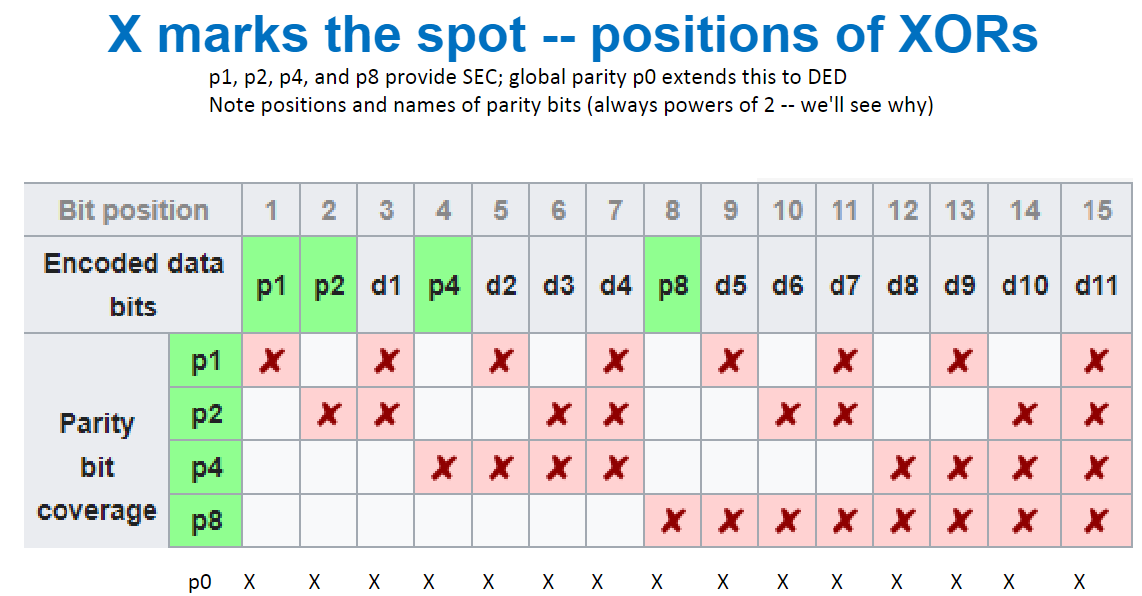 X marks the spot -- positions of XORs
p1, p2, p4, and p8 provide SEC; global parity p0 extends this to DED
Note positions and names of parity bits (always powers of 2 -- we'll see why)
Bit position 1 2 3 4 5 6 7 8 9 10 11 12 13 14 15
Encoded data
bits
p1 p2 d1 p4 d2 d3 d4 p8 d5 d6 d7 d8 d9 d10 d11
Parity
bit
coverage
p1 ✘ ✘ ✘ ✘ ✘ ✘ ✘ ✘
p2 ✘ ✘ ✘ ✘ ✘ ✘ ✘ ✘
p4 ✘ ✘ ✘ ✘ ✘ ✘ ✘ ✘
p8 ✘ ✘ ✘ ✘ ✘ ✘ ✘ ✘
p0 X X X X X X X X X X X X X X X